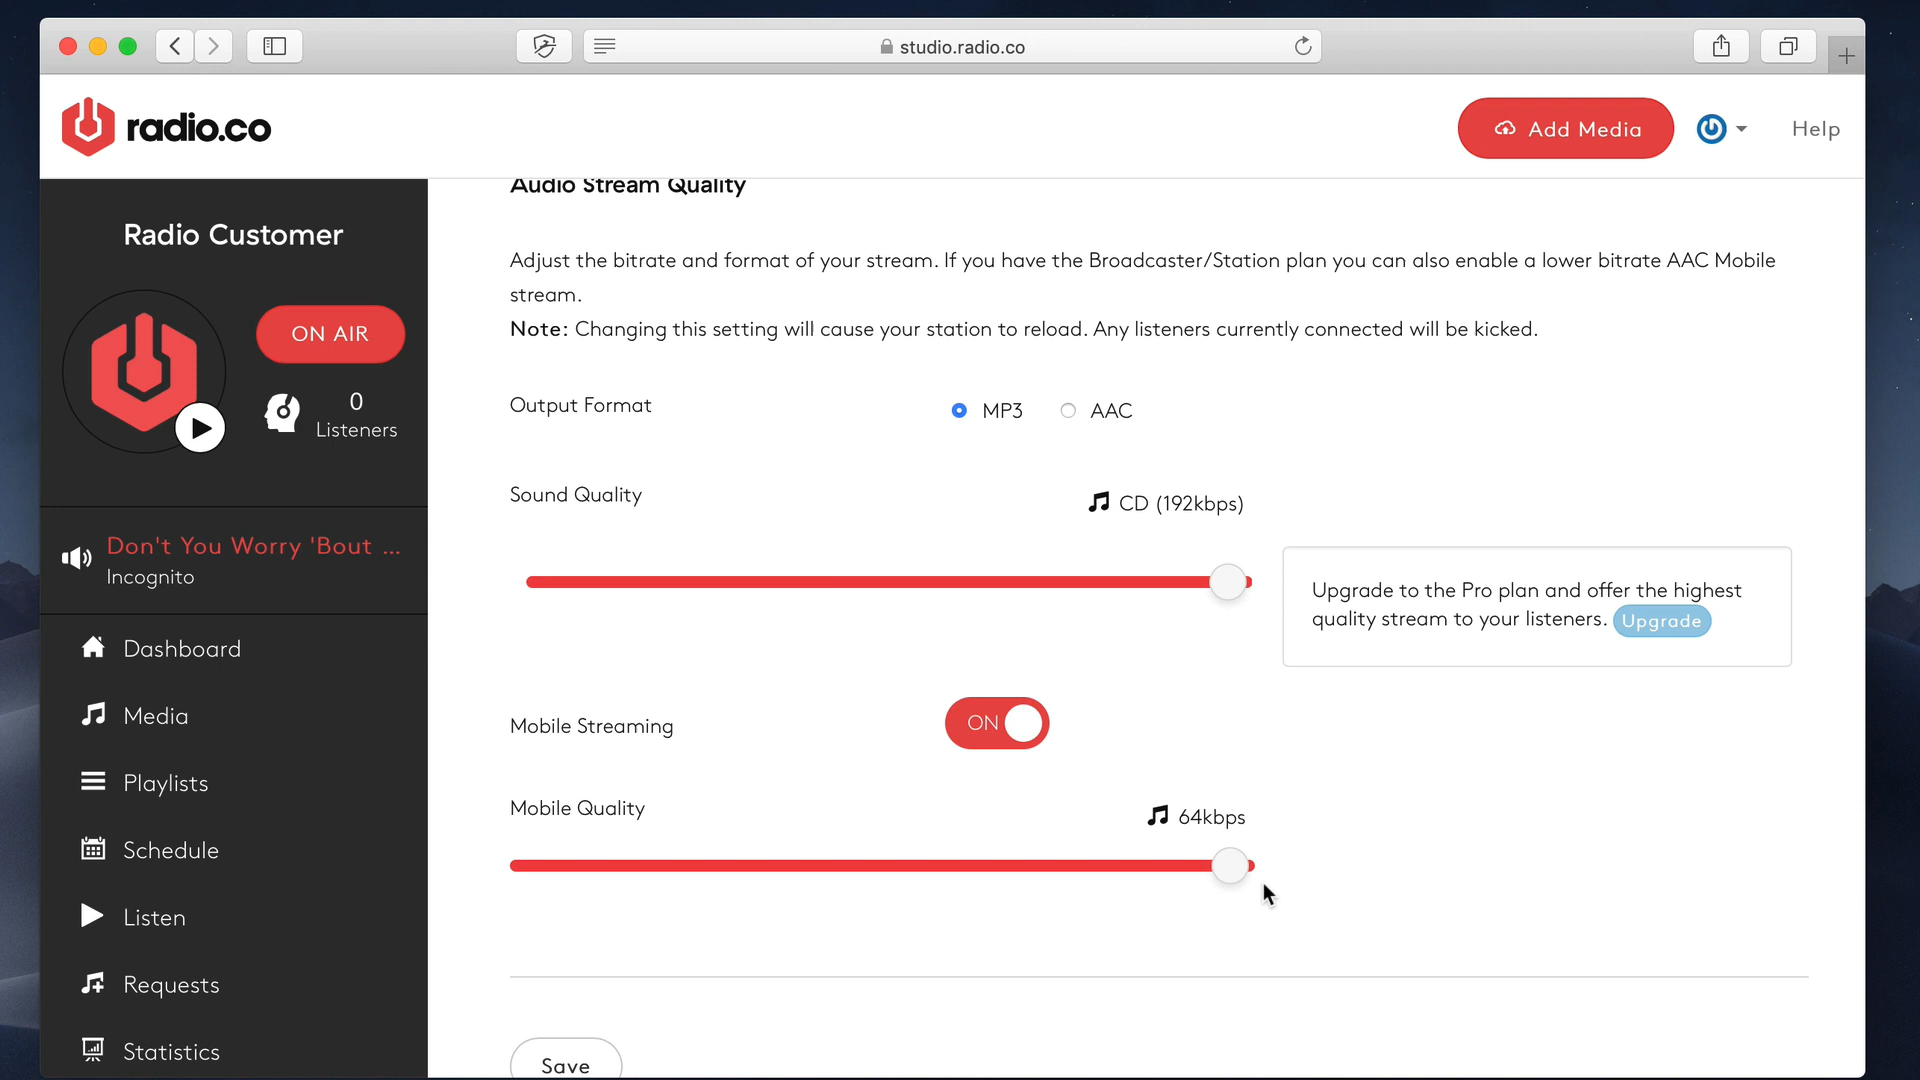 studio.radio.co
radio.co
Add Media
Help
Radio Customer
ON AIR
0
Listeners
Don't You Worry 'Bout ...
Incognito
Dashboard
Media
Playlists
Schedule
Listen
Requests
Statistics
Audio Stream Quality
Adjust the bitrate and format of your stream. If you have the Broadcaster/Station plan you can also enable a lower bitrate AAC Mobile
stream.
Note: Changing this setting will cause your station to reload. Any listeners currently connected will be kicked.
Output Format
MP3
AAC
Sound Quality
CD (192kbps)
Upgrade to the Pro plan and offer the highest
quality stream to your listeners. Upgrade
Mobile Streaming
ON
Mobile Quality
64kbps
Save